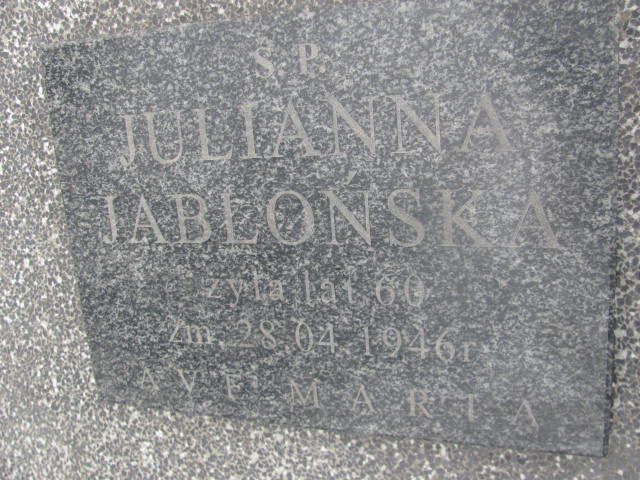 Ś.P.
JULIANNA
JABŁOŃSKA
żyła lat 60
zm. 28.04.1946r
AVE MARIA